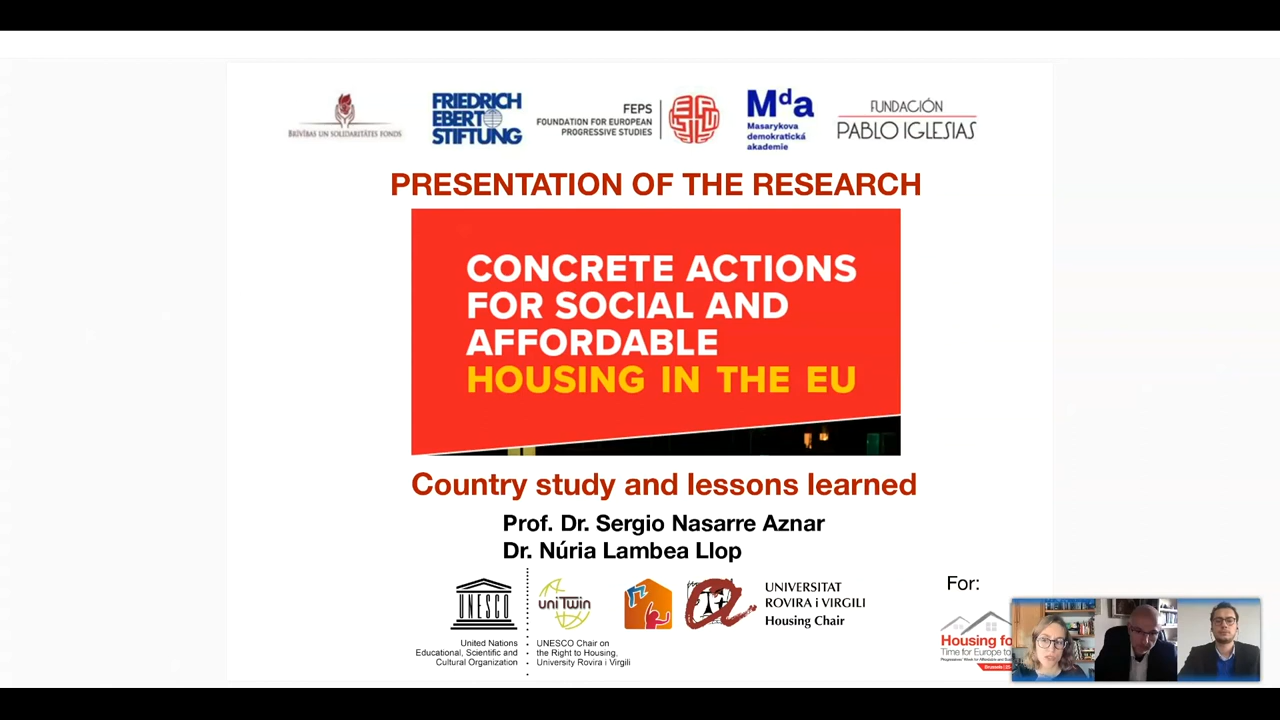 BRĪVĪBAS UN SOLIDARITĀTES FONDS
FRIEDRICH
EBERT
STIFTUNG
FEPS
FOUNDATION FOR EUROPEAN
PROGRESSIVE STUDIES
Mda
Masarykova
demokratická
akademie
FUNDACIÓN
PABLO IGLESIAS
PRESENTATION OF THE RESEARCH
CONCRETE ACTIONS
FOR SOCIAL AND
AFFORDABLE
HOUSING IN THE EU
Country study and lessons learned
Prof. Dr. Sergio Nasarre Aznar
Dr. Núria Lambea Llop
UNESCO
United Nations
Educational, Scientific and
Cultural Organization
uniTwin
UNESCO Chair on
the Right to Housing,
University Rovira i Virgili
UNIVERSITAT
ROVIRA i VIRGILI
Housing Chair
For:
Housing fo
Time for Europe to